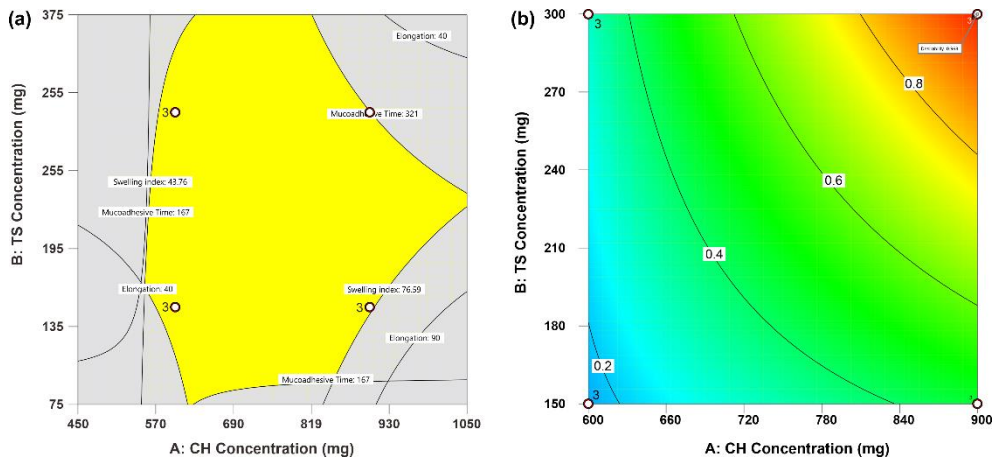 (a)
375
Elongation: 40
255
3
Mucoadhesive Time: 321
255
Swelling index: 43.76
Mucoadhesive Time: 167
195
Elongation: 40
Swelling index: 76.59
3
3
135
Elongation: 90
Mucoadhesive Time: 167
75
450
570
690
819
930
1050
B: TS Concentration (mg)
A: CH Concentration (mg)
(b)
300
3
3
0.8
270
240
0.6
210
0.4
180
0.2
3
150
600
720
780
840
900
B: TS Concentration (mg)
A: CH Concentration (mg)